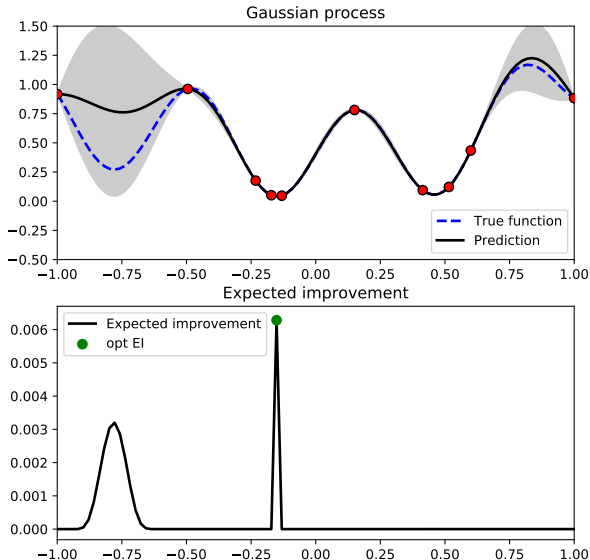 Gaussian process
1.50
1.25
1.00
0.75
0.50
0.25
0.00
−0.25
−0.50
True function
Prediction
−1.00 −0.75 −0.50 −0.25 0.00 0.25 0.50 0.75 1.00
Expected improvement
Expected improvement
opt EI
0.006
0.005
0.004
0.003
0.002
0.001
0.000
−1.00 −0.75 −0.50 −0.25 0.00 0.25 0.50 0.75 1.00